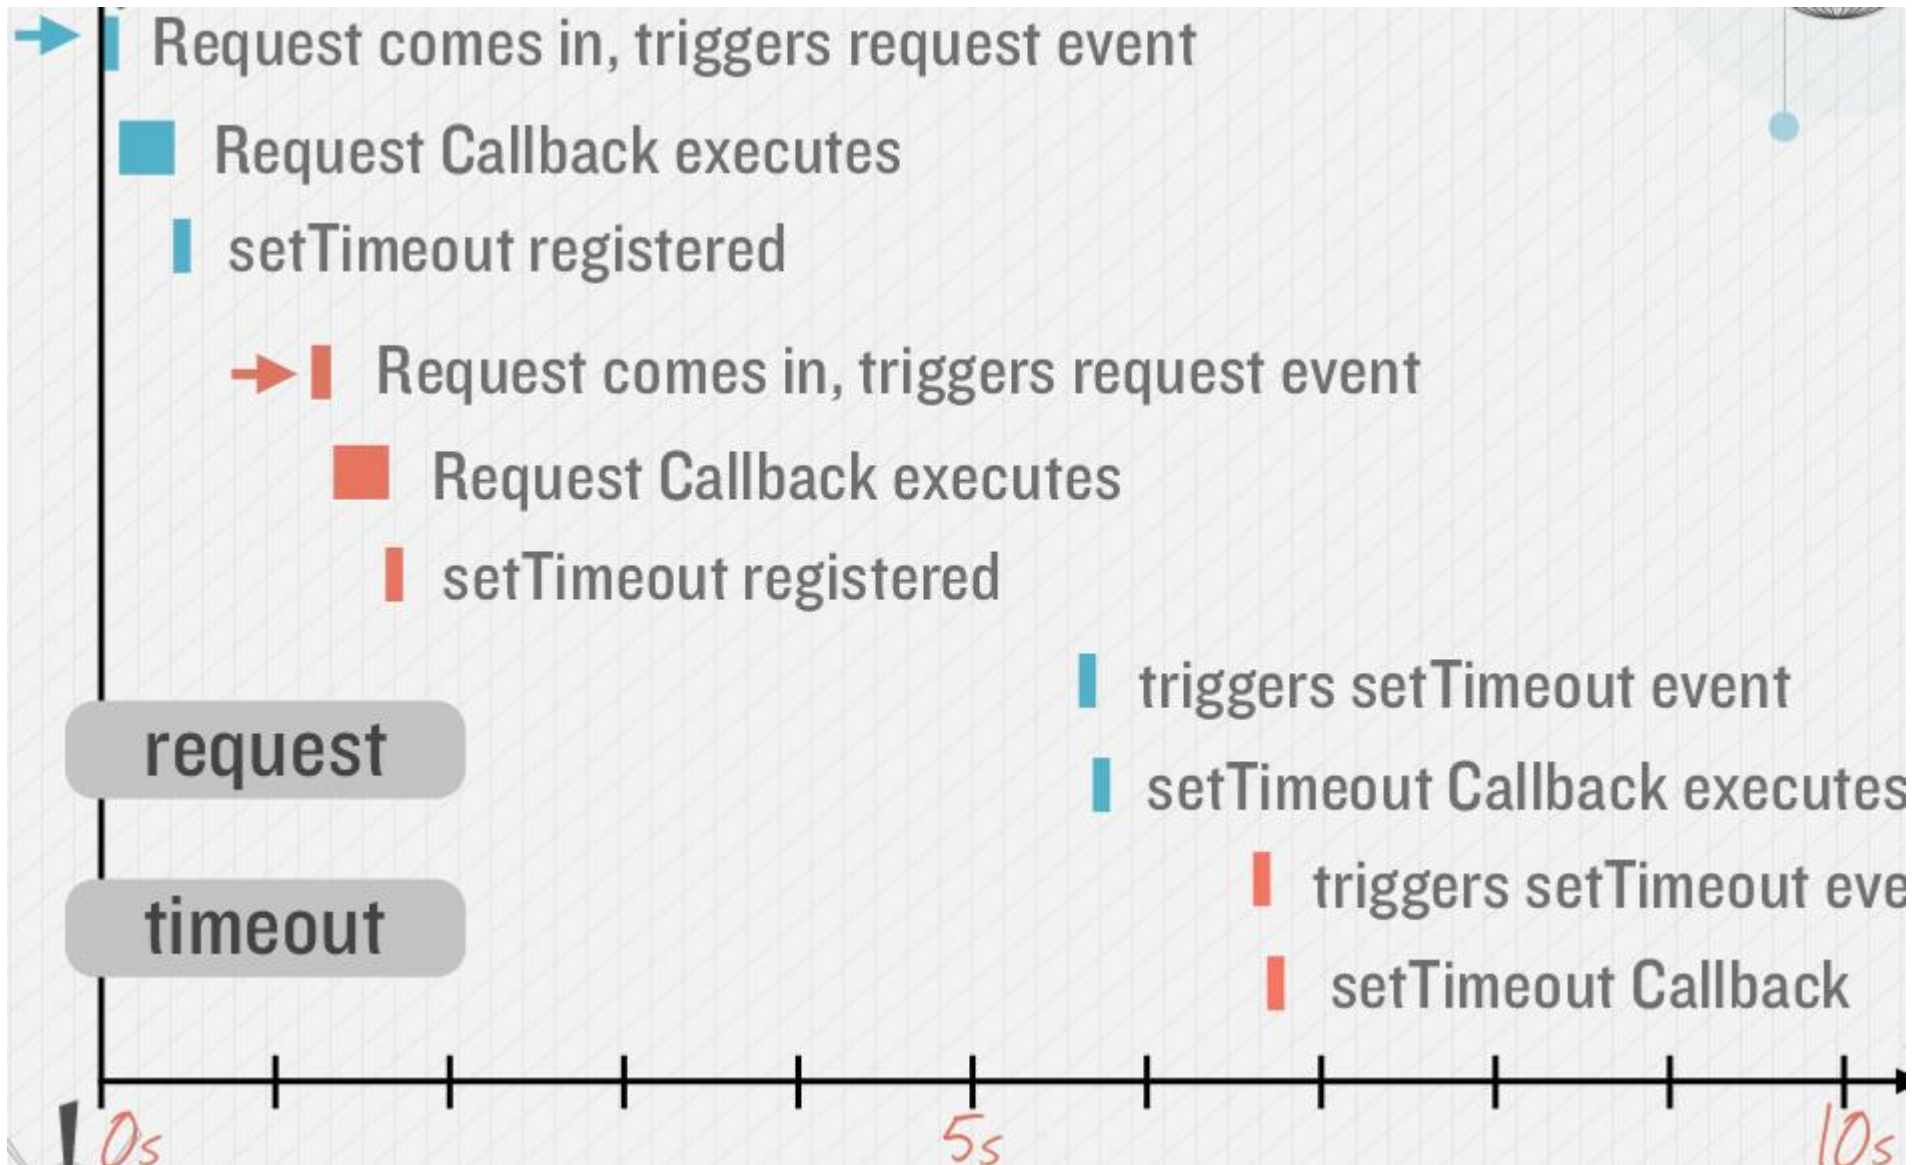 Request comes in, triggers request event
Request Callback executes
setTimeout registered
Request comes in, triggers request event
Request Callback executes
setTimeout registered
triggers setTimeout event
request
setTimeout Callback executes
triggers setTimeout eve
timeout
setTimeout Callback
0s
5s
10s